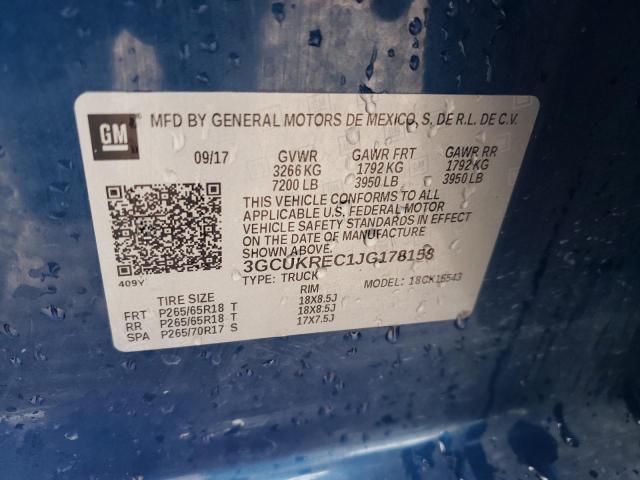 GM
MFD BY GENERAL MOTORS DE MEXICO, S. DE R.L. DE C.V.
09/17 GVWR GAWR FRT GAWR RR
3266 KG 1792 KG 1792 KG
7200 LB 3950 LB 3950 LB
THIS VEHICLE CONFORMS TO ALL
APPLICABLE U.S. FEDERAL MOTOR
VEHICLE SAFETY STANDARDS IN EFFECT
ON THE DATE OF MANUFACTURE
SHOWN ABOVE.
3GCUKREC1JG178158
409Y TYPE: TRUCK MODEL: 18CK15543
TIRE SIZE RIM
FRT P265/65R18 T 18X8.5J
RR P265/65R18 T 18X8.5J
SPA P265/70R17 S 17X7.5J